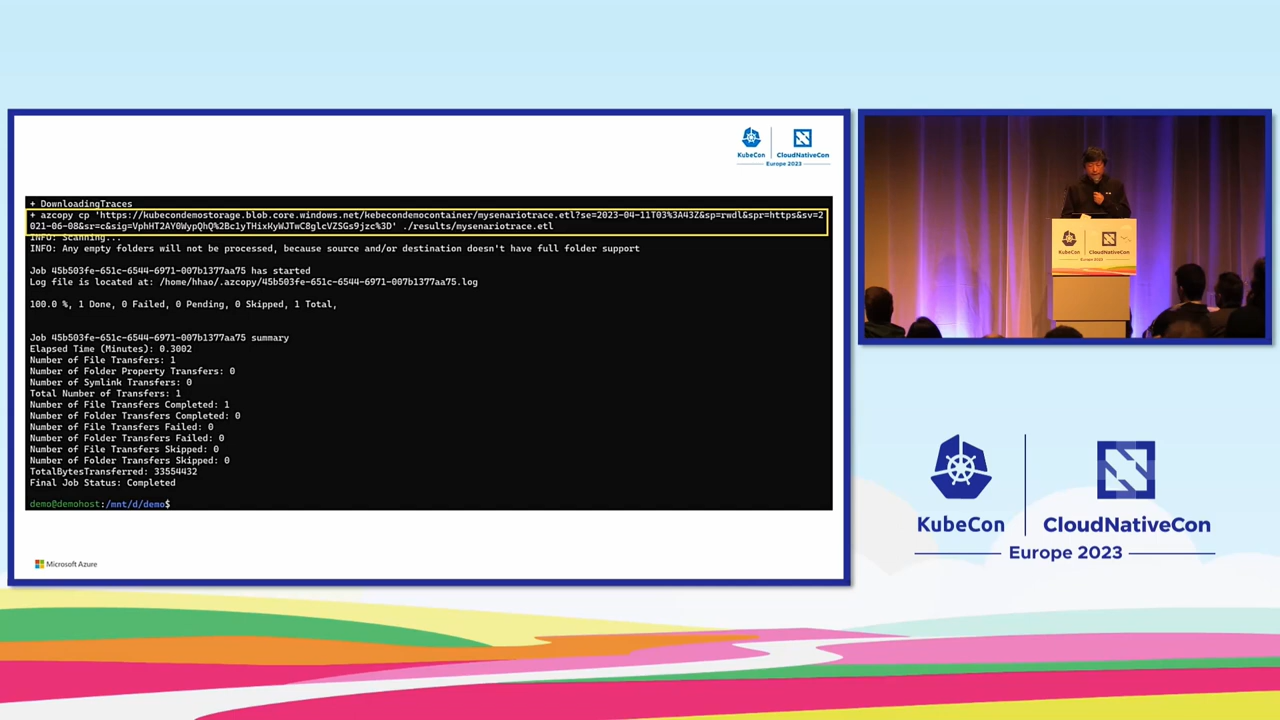 KubeCon
CloudNativeCon
Europe 2023
+ DownloadingTraces
+ azcopy cp 'https://kubecondemostorage.blob.core.windows.net/kebecondemocontainer/mysenariotrace.etl?se=2023-04-11T03%3A43Z&sp=rwdl&spr=https&sv=2
021-06-08&sr=c&sig=VphHT2AY0WypQhQ%2Bc1yTHixKyWJTwC8glcVZSGs9jzc%3D' ./results/mysenariotrace.etl
INFO: Scanning...
INFO: Any empty folders will not be processed, because source and/or destination doesn't have full folder support
Job 45b503fe-651c-6544-6971-007b1377aa75 has started
Log file is located at: /home/hhao/.azcopy/45b503fe-651c-6544-6971-007b1377aa75.log
100.0 %, 1 Done, 0 Failed, 0 Pending, 0 Skipped, 1 Total,
Job 45b503fe-651c-6544-6971-007b1377aa75 summary
Elapsed Time (Minutes): 0.3002
Number of File Transfers: 1
Number of Folder Property Transfers: 0
Number of Symlink Transfers: 0
Total Number of Transfers: 1
Number of File Transfers Completed: 1
Number of Folder Transfers Completed: 0
Number of File Transfers Failed: 0
Number of Folder Transfers Failed: 0
Number of File Transfers Skipped: 0
Number of Folder Transfers Skipped: 0
TotalBytesTransferred: 33554432
Final Job Status: Completed
demo@demohost:/mnt/d/demo$
Microsoft Azure
KubeCon
CloudNativeCon
Europe 2023
KubeCon
CloudNativeCon
Europe 2023